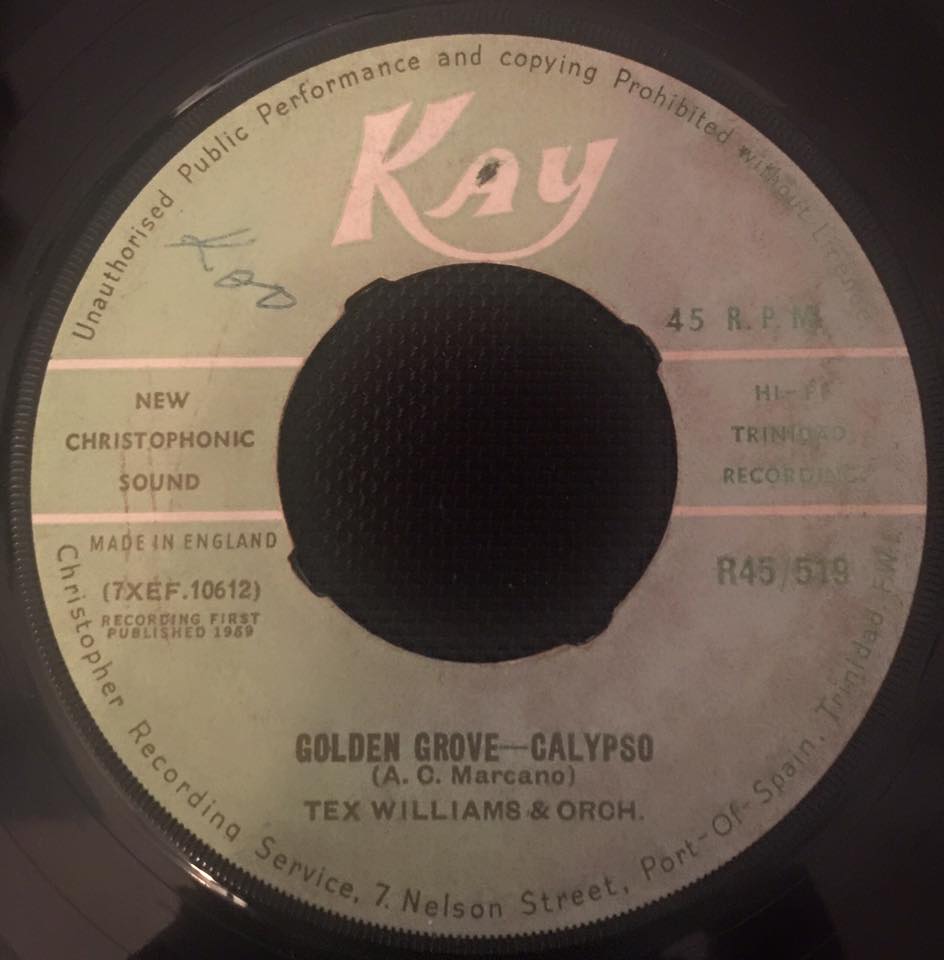 Unauthorised Public Performance and copying Prohibited without Licence
Kay
Kay
45 R.P.M.
NEW
CHRISTOPHONIC
SOUND
HI-FI
TRINIDAD
RECORDING
MADE IN ENGLAND
(7XEF.10612)
RECORDING FIRST
PUBLISHED 1959
R45/519
GOLDEN GROVE—CALYPSO
(A. C. Marcano)
TEX WILLIAMS & ORCH.
Christopher Recording Service, 7. Nelson Street, Port-Of-Spain, Trinidad, B.W.I.